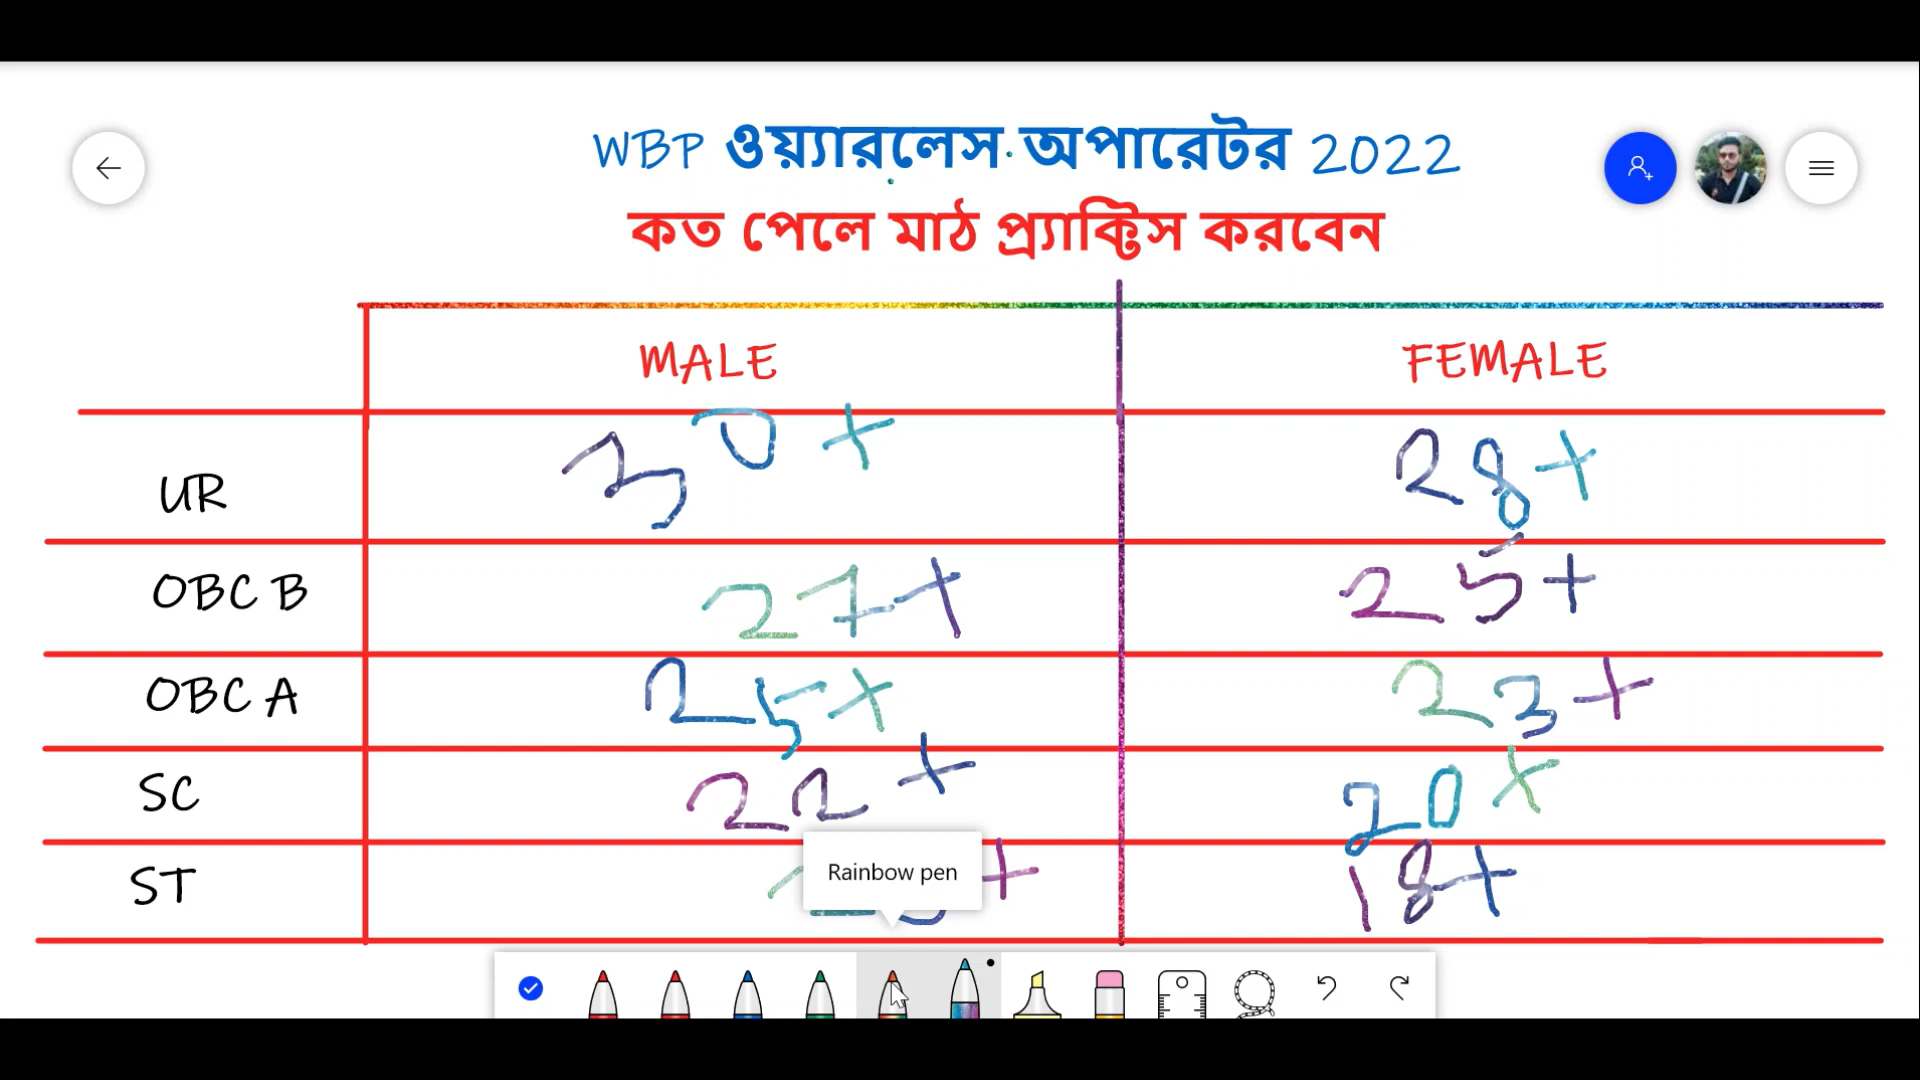 WBP ওয়্যারলেস অপারেটর 2022
কত পেলে মাঠ প্র্যাক্টিস করবেন
MALE FEMALE
UR 30+ 28+
OBC B 27+ 25+
OBC A 25+ 23+
SC 22+ 20+
ST + 18+
Rainbow pen